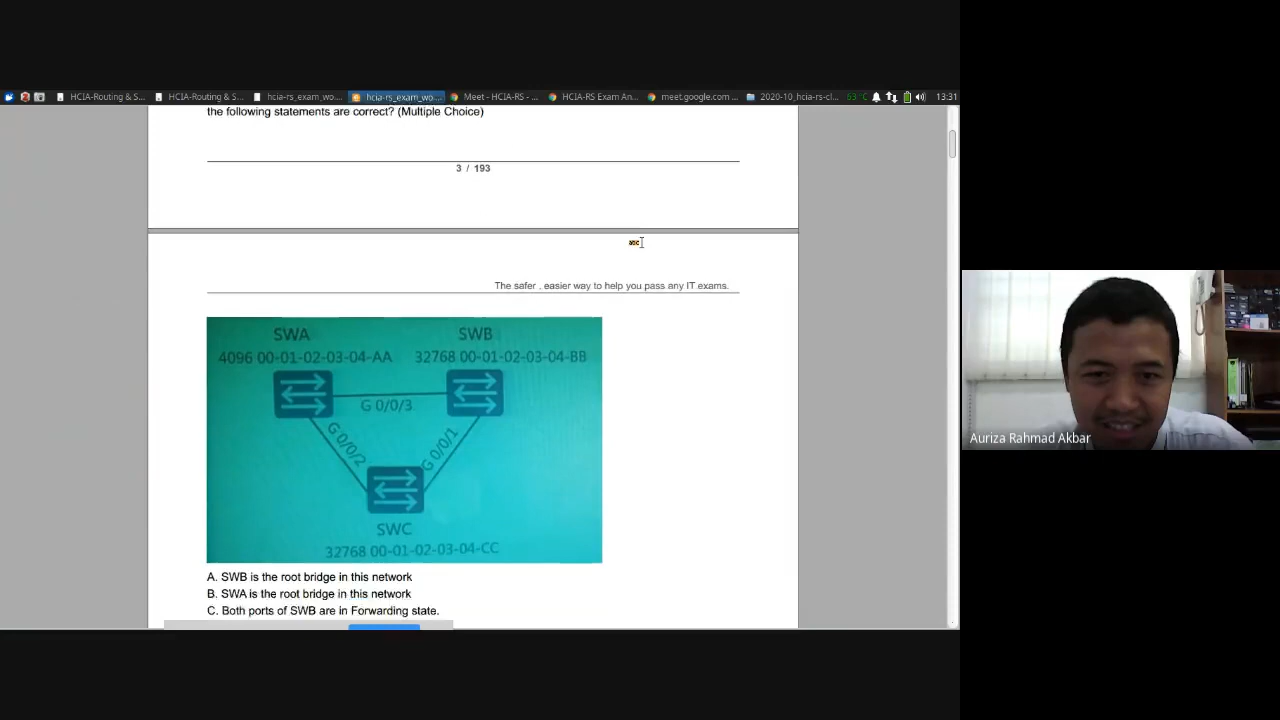 HCIA-Routing & S...
HCIA-Routing & S...
hcia-rs_exam_wo...
hcia-rs_exam_wo...
Meet - HCIA-RS - ...
HCIA-RS Exam An...
meet.google.com ...
2020-10_hcia-rs-cl...
63°C
13:31
the following statements are correct? (Multiple Choice)
3 / 193
abc
The safer , easier way to help you pass any IT exams.
SWA SWB
4096 00-01-02-03-04-AA 32768 00-01-02-03-04-BB
G 0/0/3
G 0/0/2 G 0/0/1
SWC
32768 00-01-02-03-04-CC
A. SWB is the root bridge in this network
B. SWA is the root bridge in this network
C. Both ports of SWB are in Forwarding state.
Auriza Rahmad Akbar